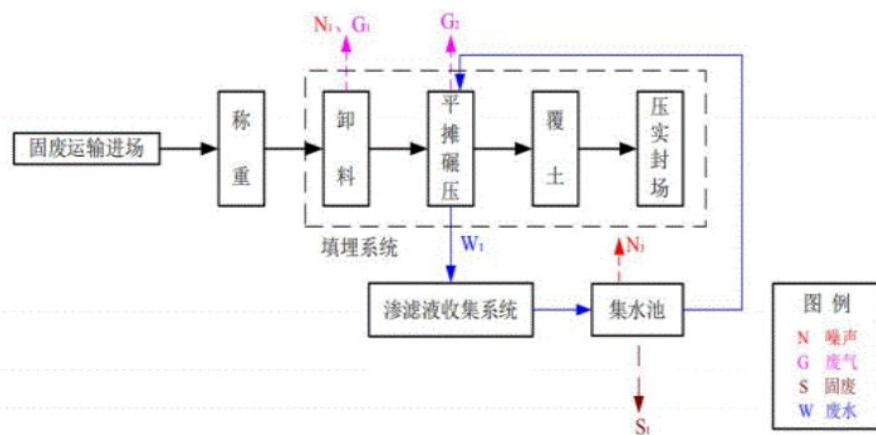 N₁、G₁
G₂
固废运输进场
称重
卸料
平摊碾压
覆土
压实封场
填埋系统
W₁
N₃
渗滤液收集系统
集水池
S₁
图 例
N 噪声
G 废气
S 固废
W 废水